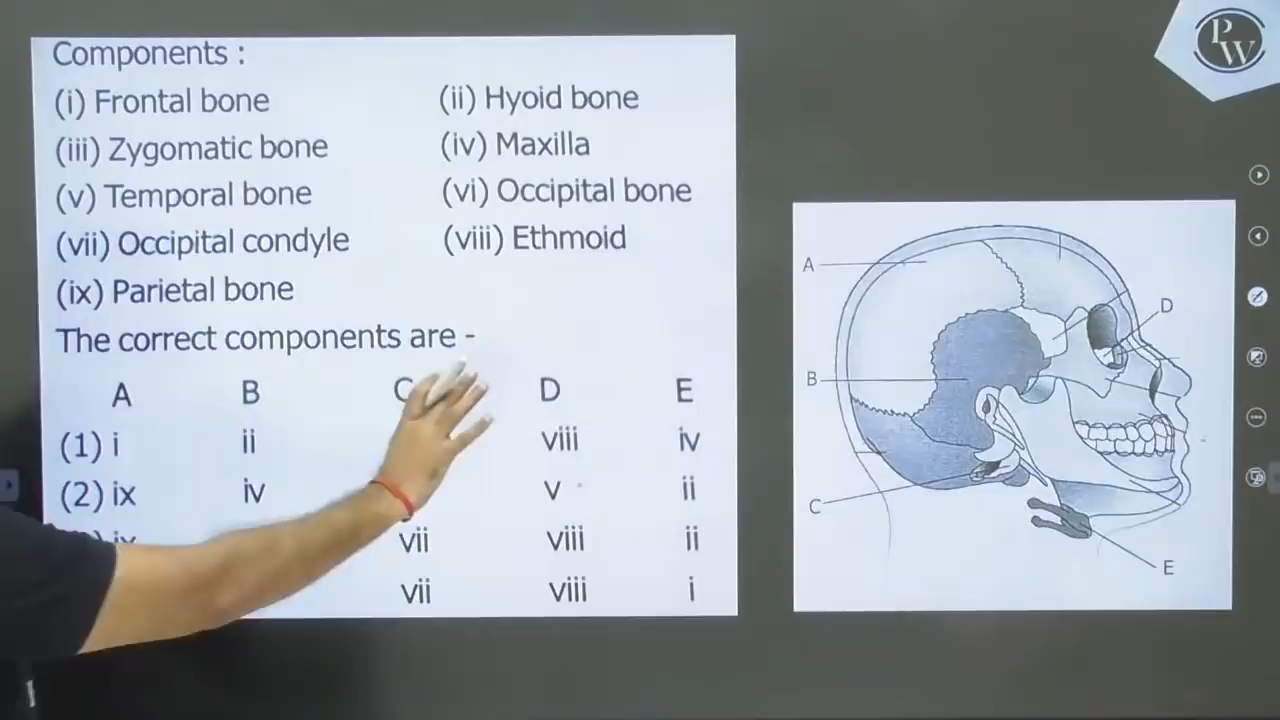 PW
Components :
(i) Frontal bone (ii) Hyoid bone
(iii) Zygomatic bone (iv) Maxilla
(v) Temporal bone (vi) Occipital bone
(vii) Occipital condyle (viii) Ethmoid
(ix) Parietal bone
The correct components are -
A B C D E
(1) i ii viii iv
(2) ix iv v ii
vii viii ii
vii viii i
A
D
B
C
E